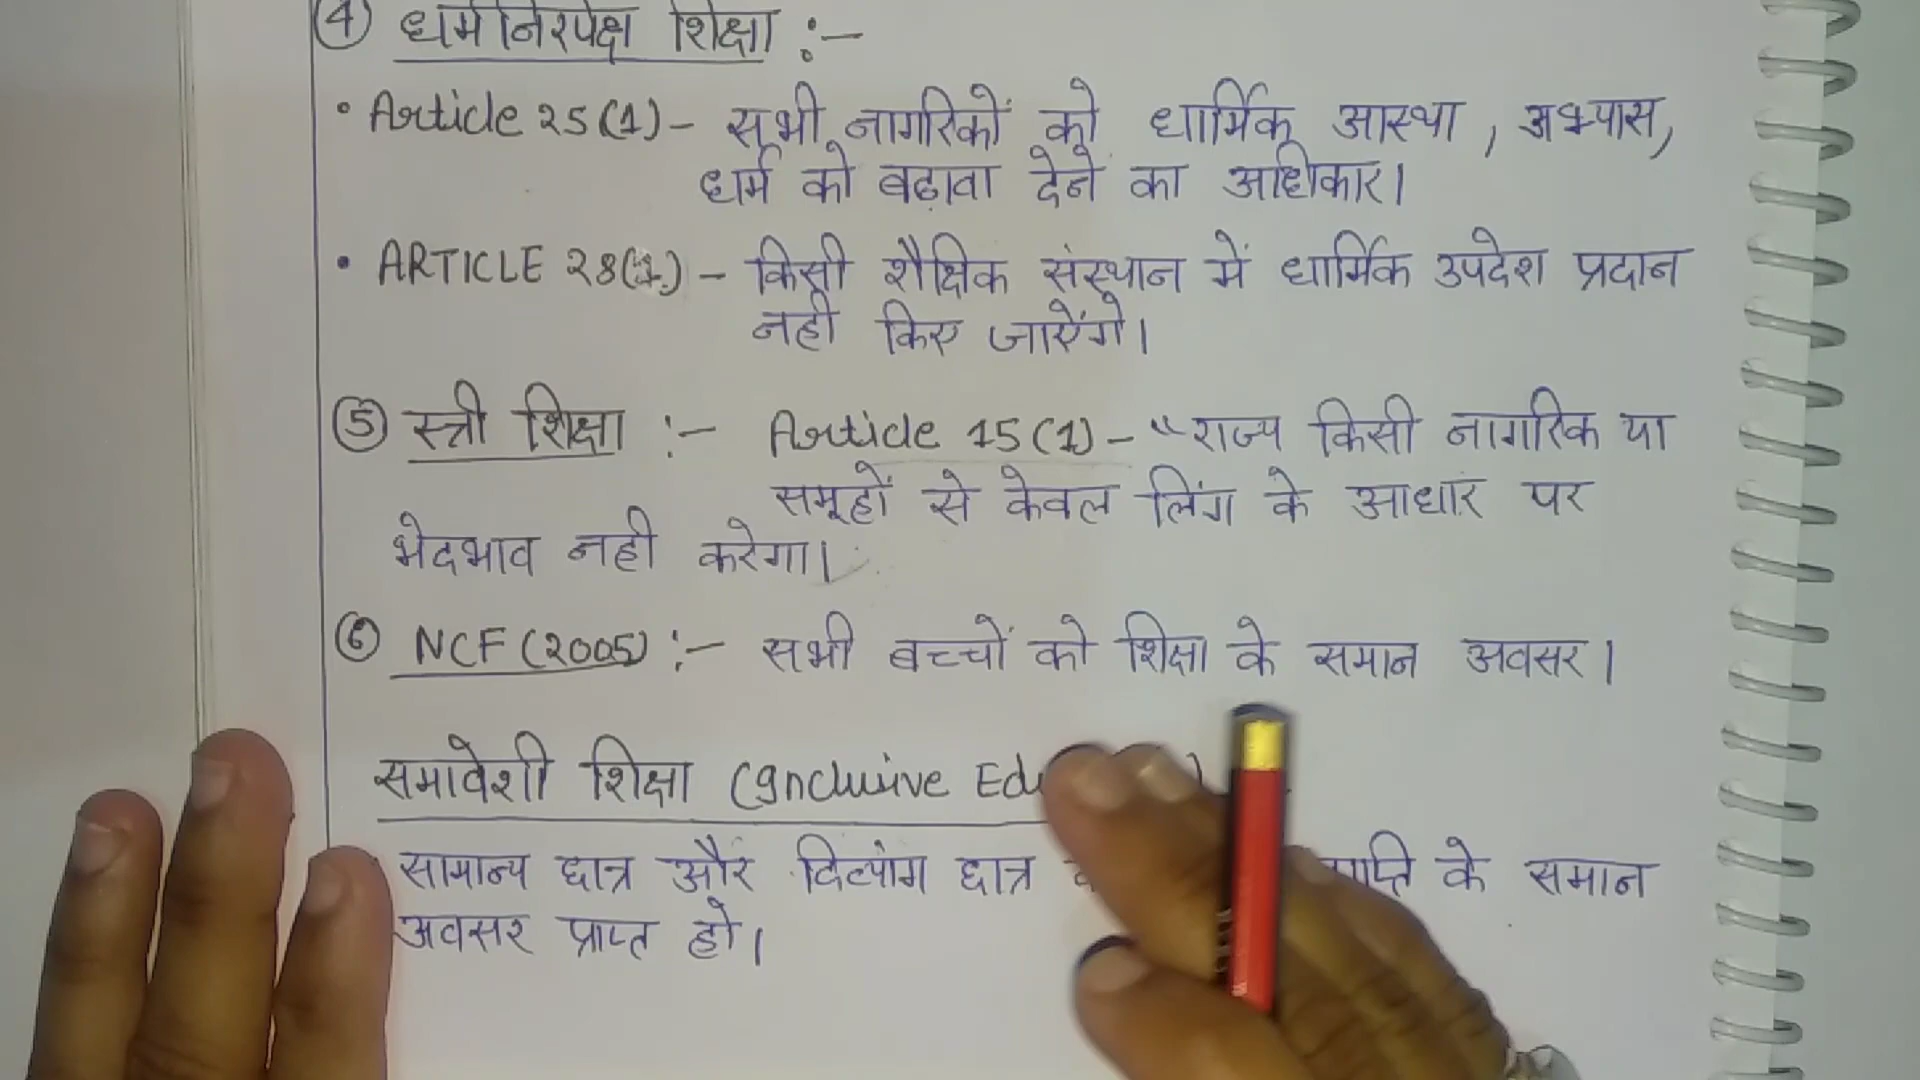 ④ धर्मनिरपेक्ष शिक्षा :-
• Article 25(1) - सभी नागरिकों को धार्मिक आस्था, अभ्यास,
धर्म को बढ़ावा देने का अधिकार।
• ARTICLE 28(1) - किसी शैक्षिक संस्थान में धार्मिक उपदेश प्रदान
नही किए जाऐंगे।
⑤ स्त्री शिक्षा :- Article 15(1) - "राज्य किसी नागरिक या
समूहों से केवल लिंग के आधार पर
भेदभाव नही करेगा।
⑥ NCF (2005) :- सभी बच्चों को शिक्षा के समान अवसर।
समावेशी शिक्षा (Inclusive
सामान्य छात्र और दिव्यांग छात्र के समान
अवसर प्राप्त हो।